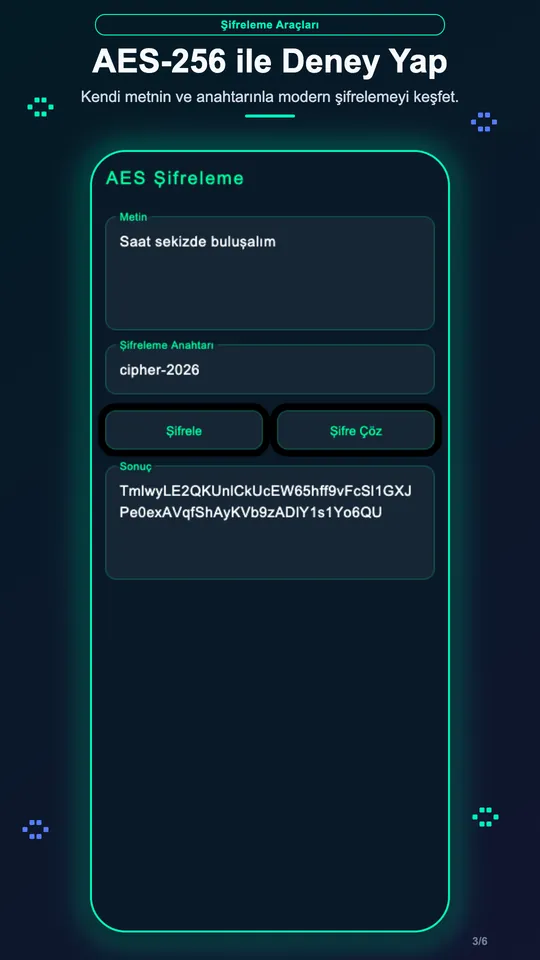 Şifreleme Araçları
AES-256 ile Deney Yap
Kendi metnin ve anahtarınla modern şifrelemeyi keşfet.
AES Şifreleme
Metin
Saat sekizde buluşalım
Şifreleme Anahtarı
cipher-2026
Şifrele
Şifre Çöz
Sonuç
TmlwyLE2QKUnlCkUcEW65hff9vFcSl1GXJ
Pe0exAVqfShAyKVb9zADlY1s1Yo6QU
3/6